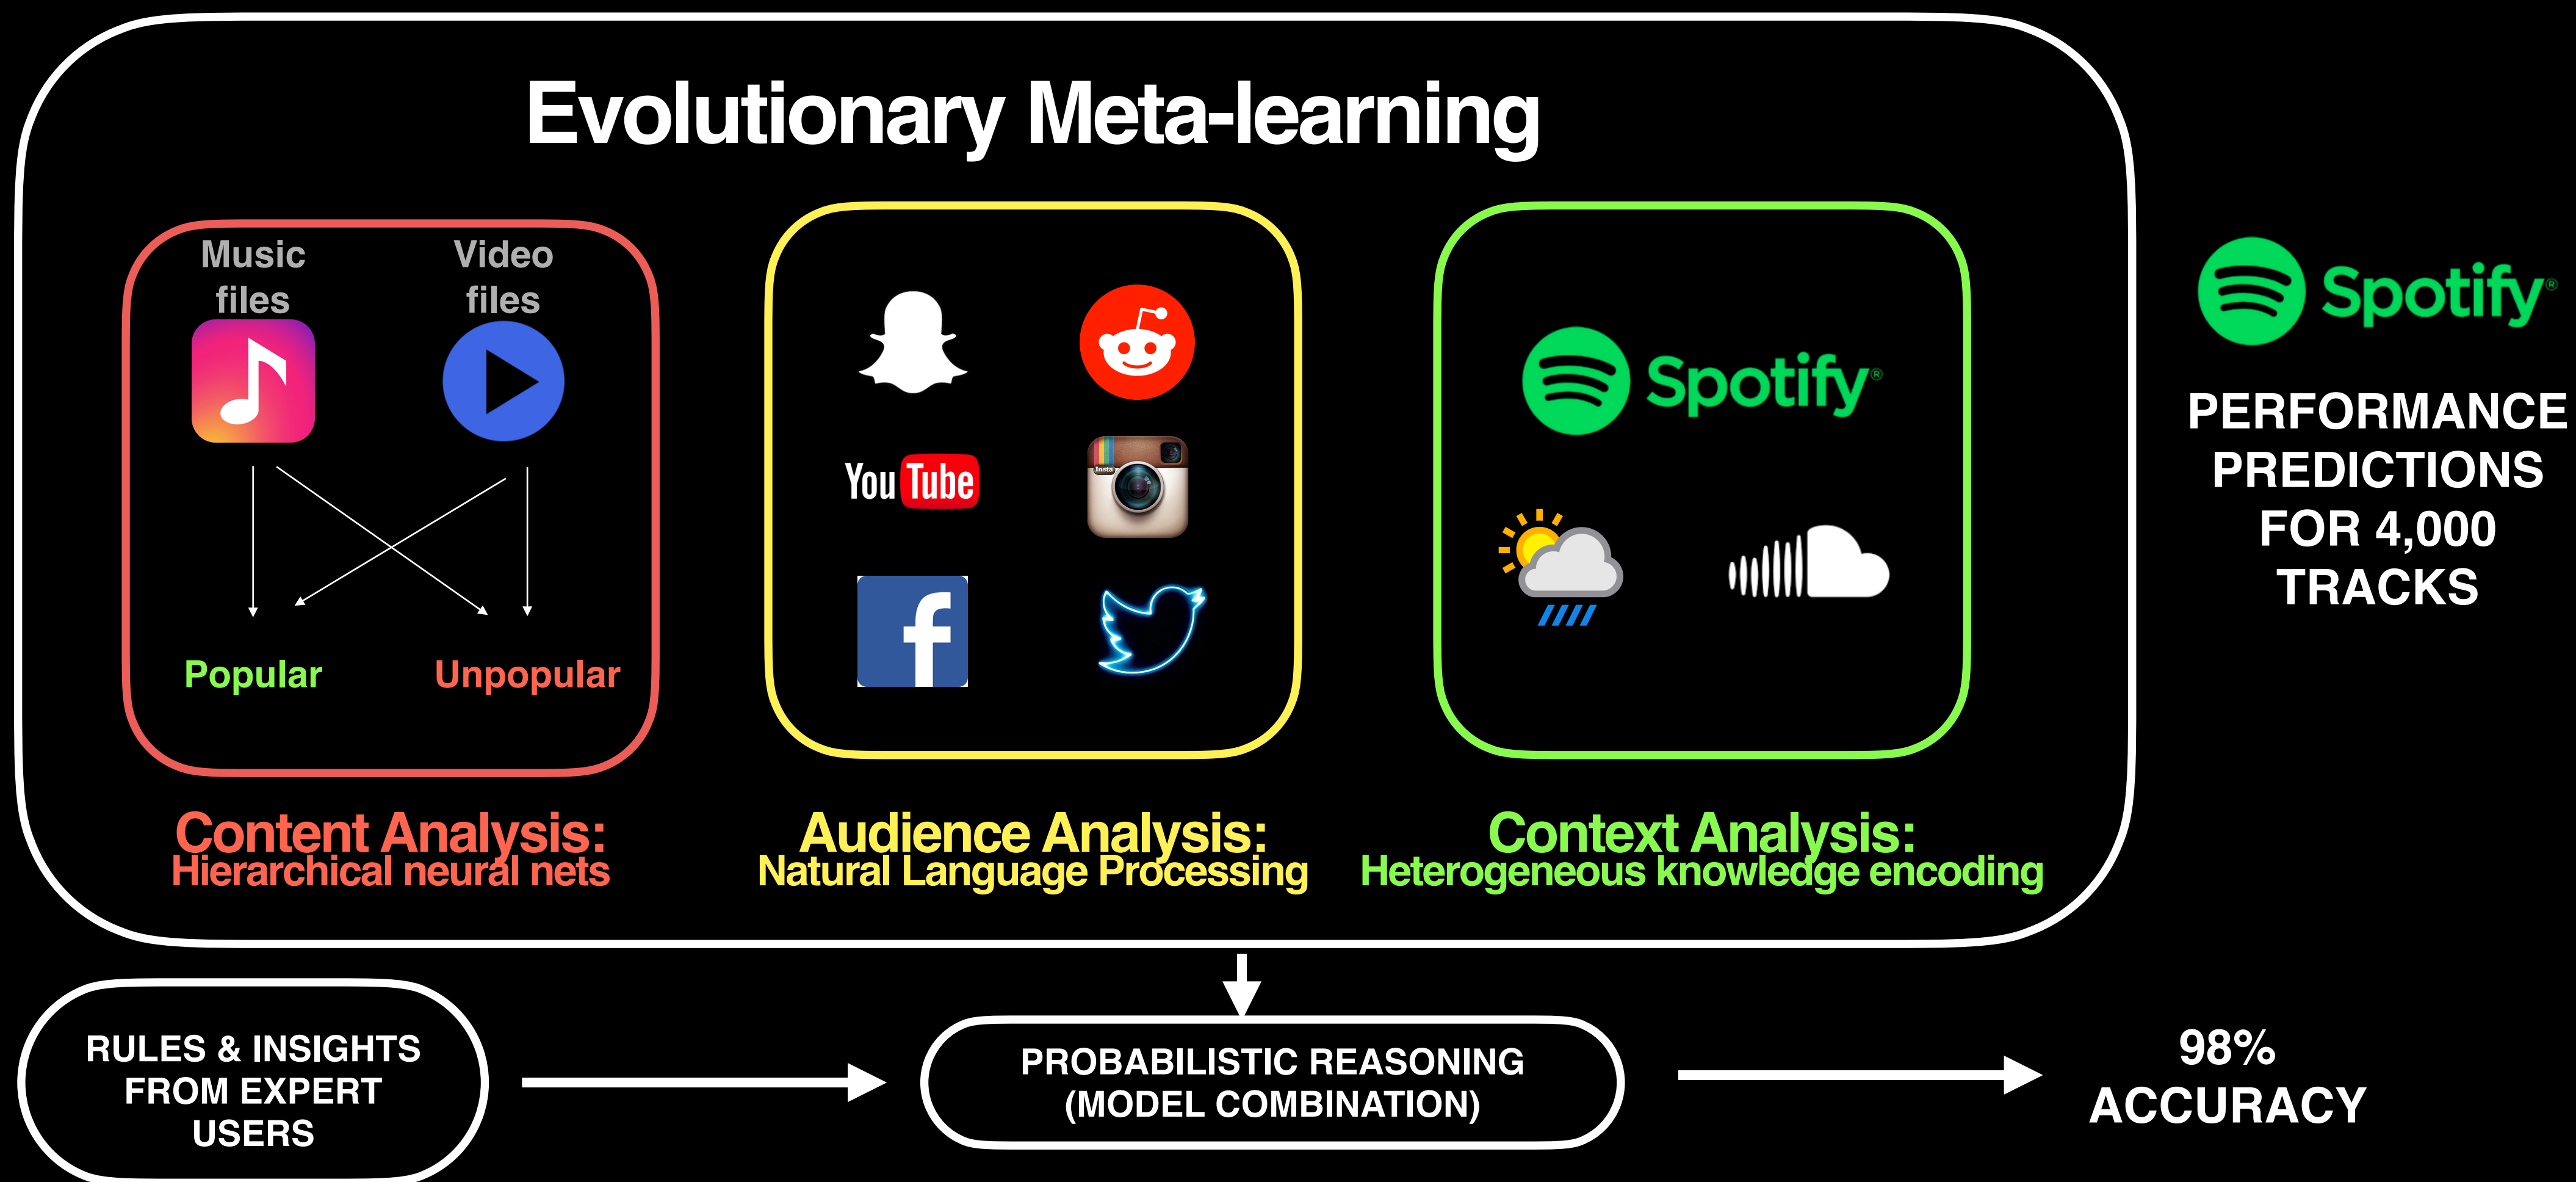 Evolutionary Meta-learning
Music
files
Video
files
Popular
Unpopular
Content Analysis:
Hierarchical neural nets
You Tube
Insta
f
Audience Analysis:
Natural Language Processing
Spotify®
Context Analysis:
Heterogeneous knowledge encoding
Spotify®
PERFORMANCE
PREDICTIONS
FOR 4,000
TRACKS
RULES & INSIGHTS
FROM EXPERT
USERS
PROBABILISTIC REASONING
(MODEL COMBINATION)
98%
ACCURACY